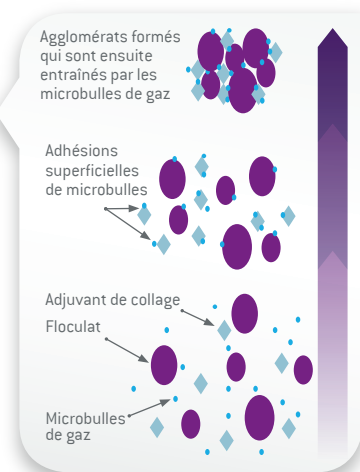 Agglomérats formés
qui sont ensuite
entraînés par les
microbulles de gaz
Adhésions
superficielles
de microbulles
Adjuvant de collage
Floculat
Microbulles
de gaz